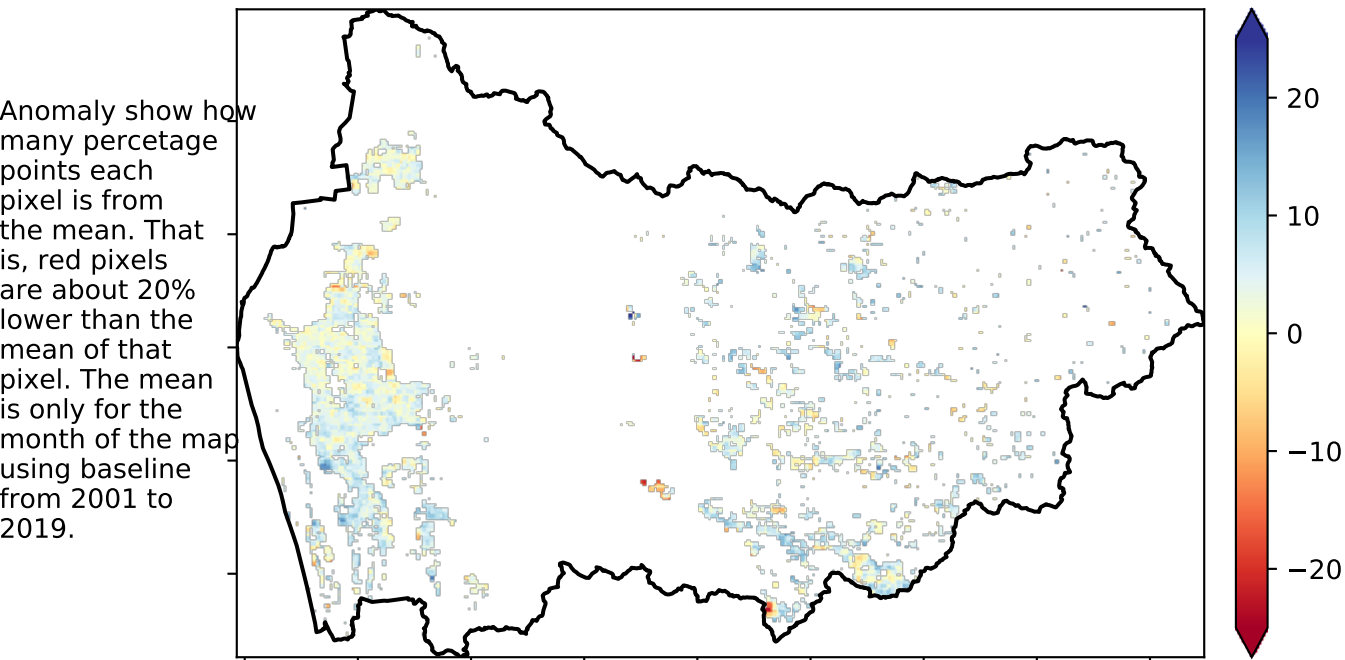 Anomaly show how
many percetage
points each
pixel is from
the mean. That
is, red pixels
are about 20%
lower than the
mean of that
pixel. The mean
is only for the
month of the map
using baseline
from 2001 to
2019.
20
10
0
−10
−20